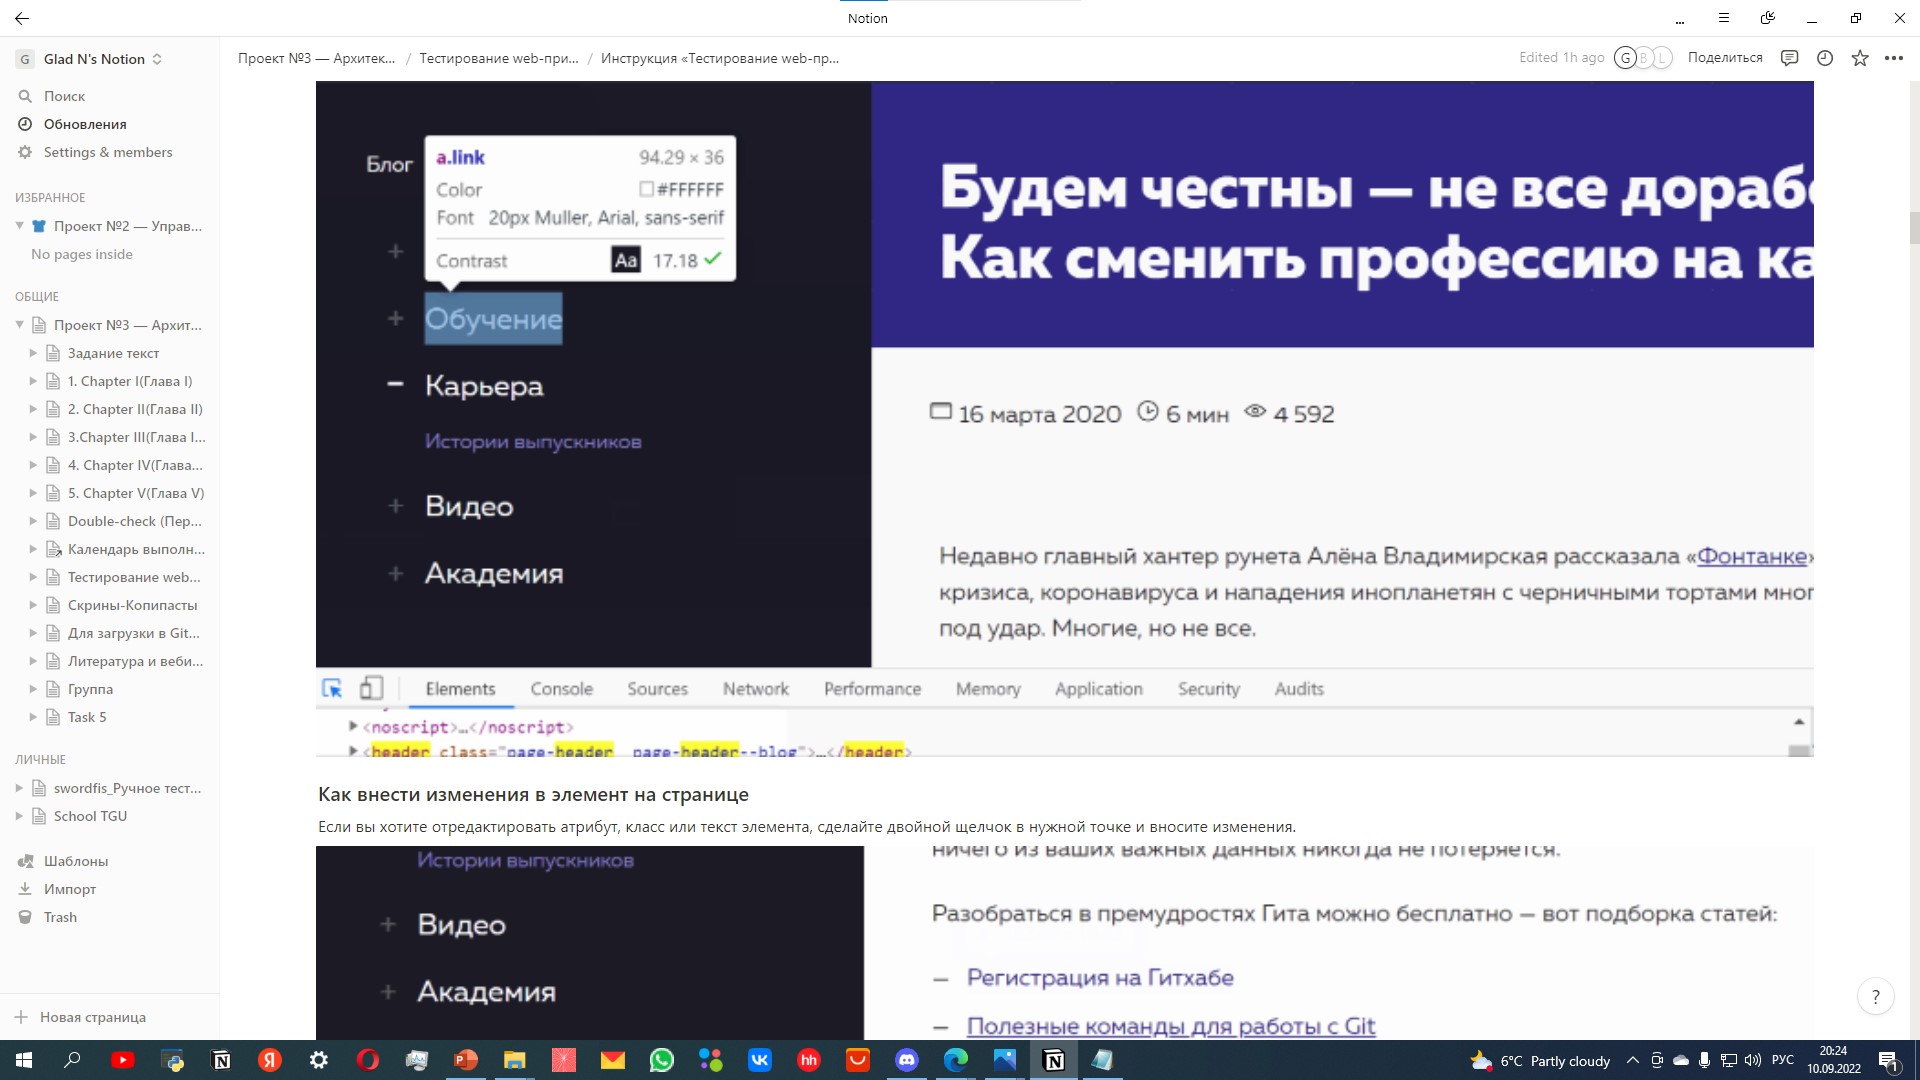 Notion
G Glad N's Notion
Проект №3 — Архитек... / Тестирование web-при... / Инструкция «Тестирование web-пр...
Edited 1h ago G B L Поделиться
Поиск
Обновления
Settings & members
ИЗБРАННОЕ
Проект №2 — Управ...
No pages inside
ОБЩИЕ
Проект №3 — Архит...
Задание текст
1. Chapter I(Глава I)
2. Chapter II(Глава II)
3.Chapter III(Глава I...
4. Chapter IV(Глава...
5. Chapter V(Глава V)
Double-check (Пер...
Календарь выполн...
Тестирование web...
Скрины-Копипасты
Для загрузки в Git...
Литература и веби...
Группа
Task 5
ЛИЧНЫЕ
swordfis_Ручное тест...
School TGU
Шаблоны
Импорт
Trash
Новая страница
Блог
a.link 94.29 × 36
Color #FFFFFF
Font 20px Muller, Arial, sans-serif
Contrast Aa 17.18
+
+ Обучение
– Карьера
Истории выпускников
+ Видео
+ Академия
Будем честны — не все дорабо
Как сменить профессию на ка
16 марта 2020 6 мин 4 592
Недавно главный хантер рунета Алёна Владимирская рассказала «Фонтанке»
кризиса, коронавируса и нападения инопланетян с черничными тортами мног
под удар. Многие, но не все.
Elements Console Sources Network Performance Memory Application Security Audits
<noscript>…</noscript>
<header class="page-header page-header--blog">…</header>
Как внести изменения в элемент на странице
Если вы хотите отредактировать атрибут, класс или текст элемента, сделайте двойной щелчок в нужной точке и вносите изменения.
Истории выпускников
+ Видео
+ Академия
ничего из ваших важных данных никогда не потеряется.
Разобраться в премудростях Гита можно бесплатно — вот подборка статей:
— Регистрация на Гитхабе
— Полезные команды для работы с Git
?
Я
hh
6°C Partly cloudy
РУС
20:24
10.09.2022
1